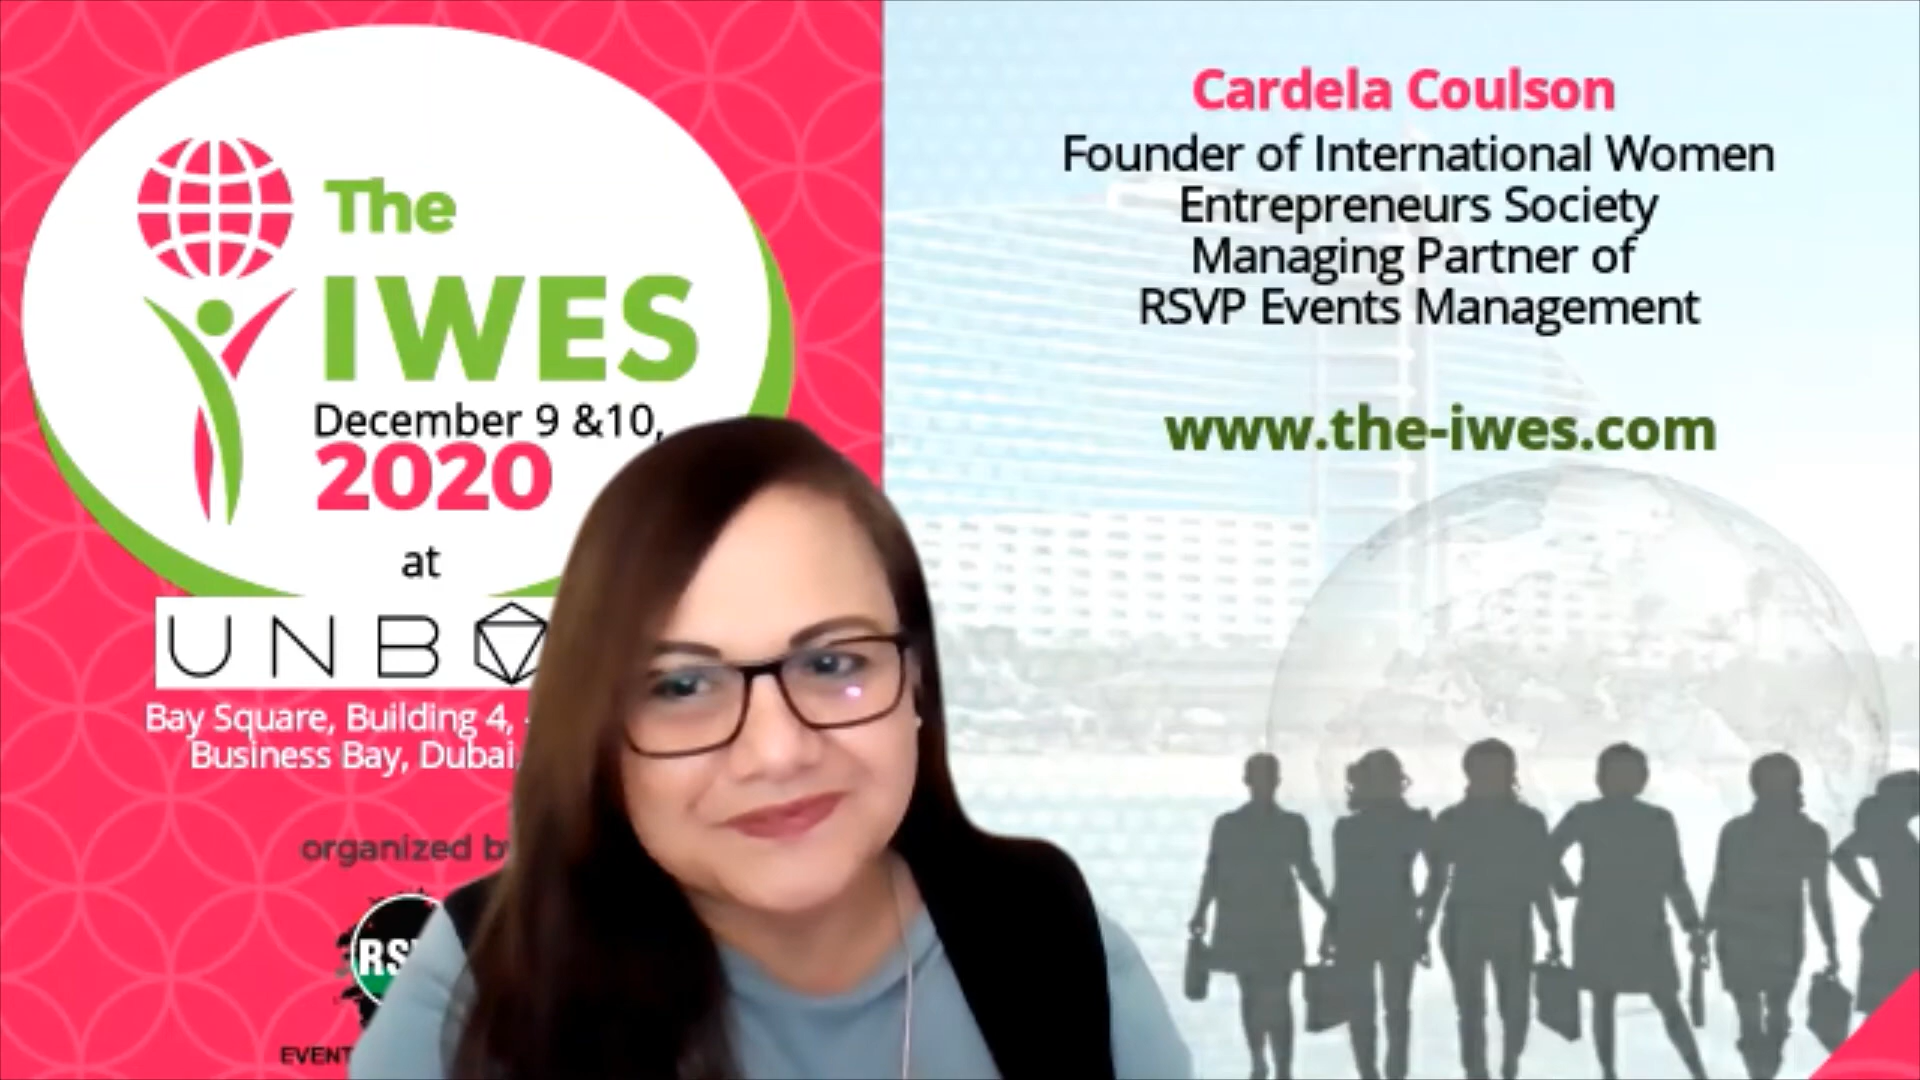 The
IWES
December 9 &10,
2020
at
UNB
Bay Square, Building 4,
Business Bay, Dubai
organized
EVENT
Cardela Coulson
Founder of International Women
Entrepreneurs Society
Managing Partner of
RSVP Events Management
www.the-iwes.com